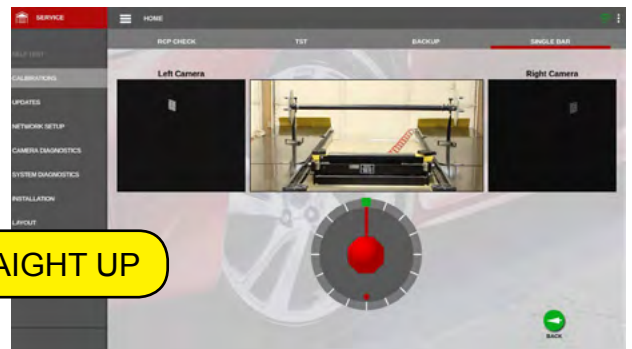 SERVICE
HOME
RCP CHECK
TST
BACKUP
SINGLE BAR
SELF TEST
CALIBRATIONS
UPDATES
NETWORK SETUP
CAMERA DIAGNOSTICS
SYSTEM DIAGNOSTICS
INSTALLATION
LAYOUT
Left Camera
Right Camera
AIGHT UP
BACK